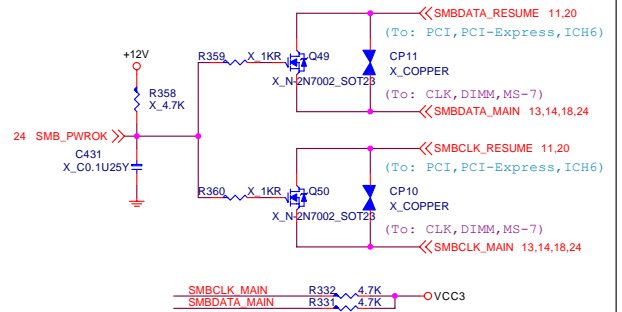 SMBDATA_RESUME 11,20
(To: PCI,PCI-Express,ICH6)
+12V
R359 X_1KR Q49 CP11
X_COPPER
R358
X_4.7K
X_N-2N7002_SOT23
(To: CLK,DIMM,MS-7)
SMBDATA_MAIN 13,14,18,24
24 SMB_PWROK
C431
X_C0.1U25Y
SMBCLK_RESUME 11,20
(To: PCI,PCI-Express,ICH6)
R360 X_1KR Q50 CP10
X_COPPER
X_N-2N7002_SOT23
(To: CLK,DIMM,MS-7)
SMBCLK_MAIN 13,14,18,24
SMBCLK_MAIN R332 4.7K
VCC3
SMBDATA_MAIN R331 4.7K